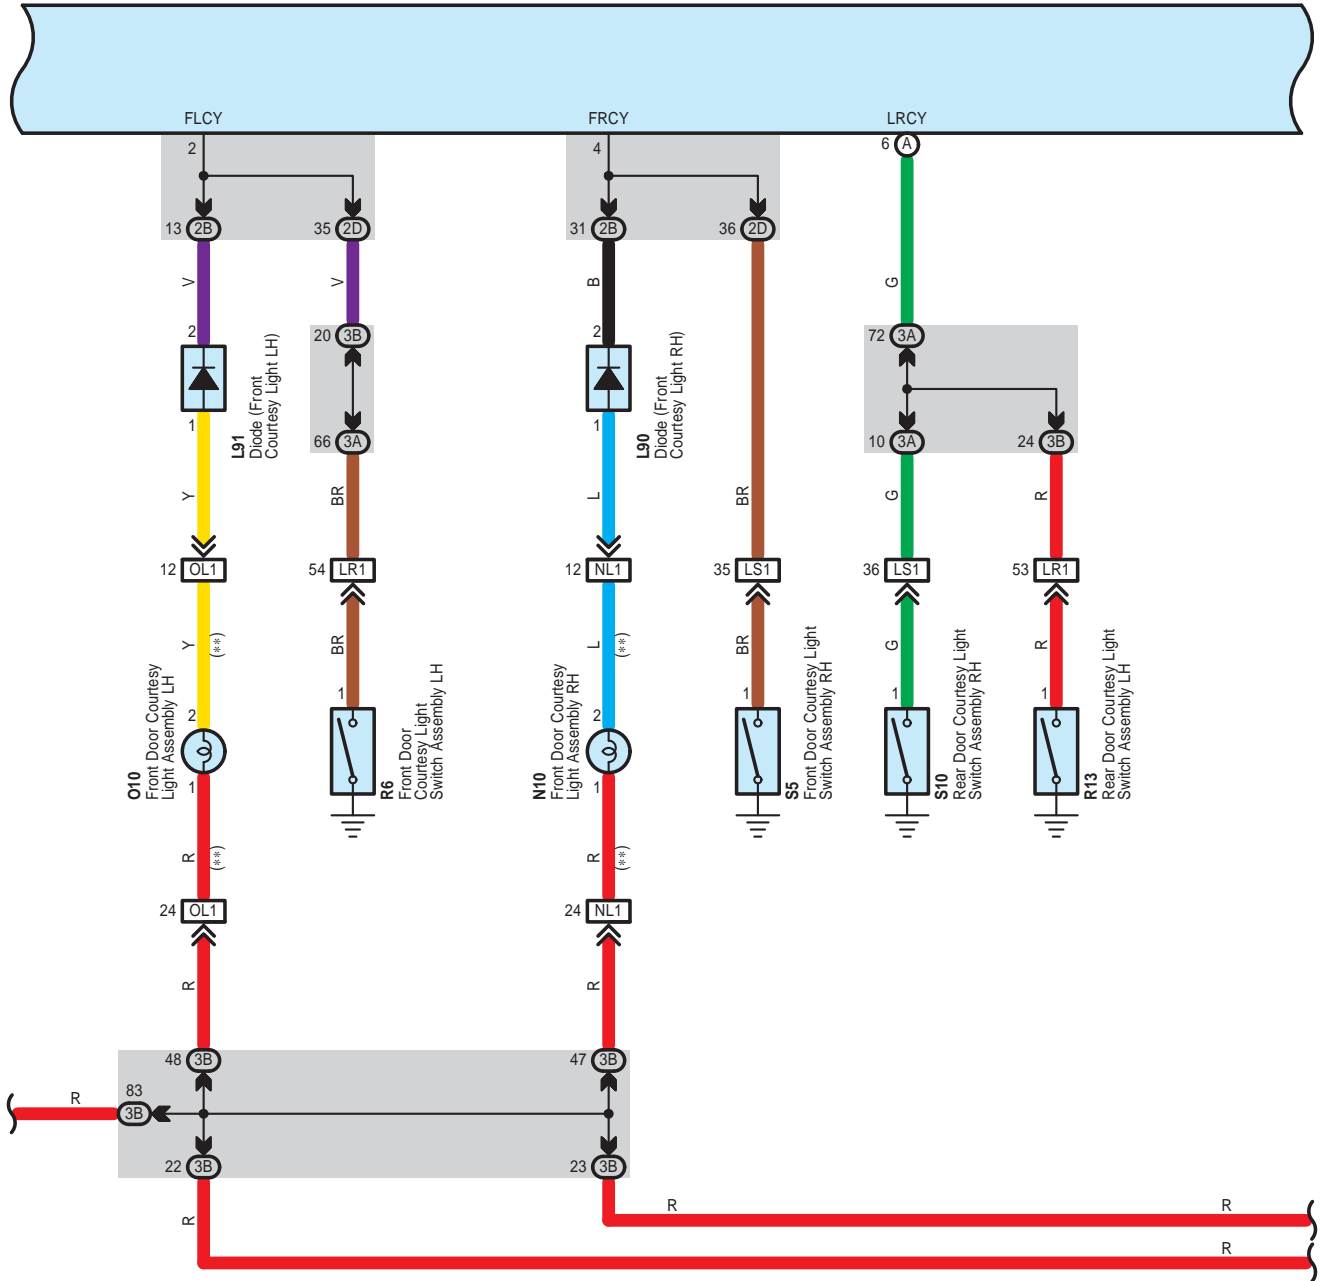 FLCY FRCY LRCY
2 4 6 A
13 2B 35 2D 31 2B 36 2D
V V B G
2 20 3B 2 72 3A
L91
Diode (Front
Courtesy Light LH)
L90
Diode (Front
Courtesy Light RH)
1 66 3A 1 10 3A 24 3B
Y BR L BR G R
12 OL1 54 LR1 12 NL1 35 LS1 36 LS1 53 LR1
Y (**) BR L (**) BR G R
2 1 2 1 1 1
O10
Front Door Courtesy
Light Assembly LH
R6
Front Door
Courtesy Light
Switch Assembly LH
N10
Front Door Courtesy
Light Assembly RH
S5
Front Door Courtesy Light
Switch Assembly RH
S10
Rear Door Courtesy Light
Switch Assembly RH
R13
Rear Door Courtesy Light
Switch Assembly LH
1 1
R (**) R (**)
24 OL1 24 NL1
R R
48 3B 47 3B
R 83 3B
22 3B 23 3B
R R
R R